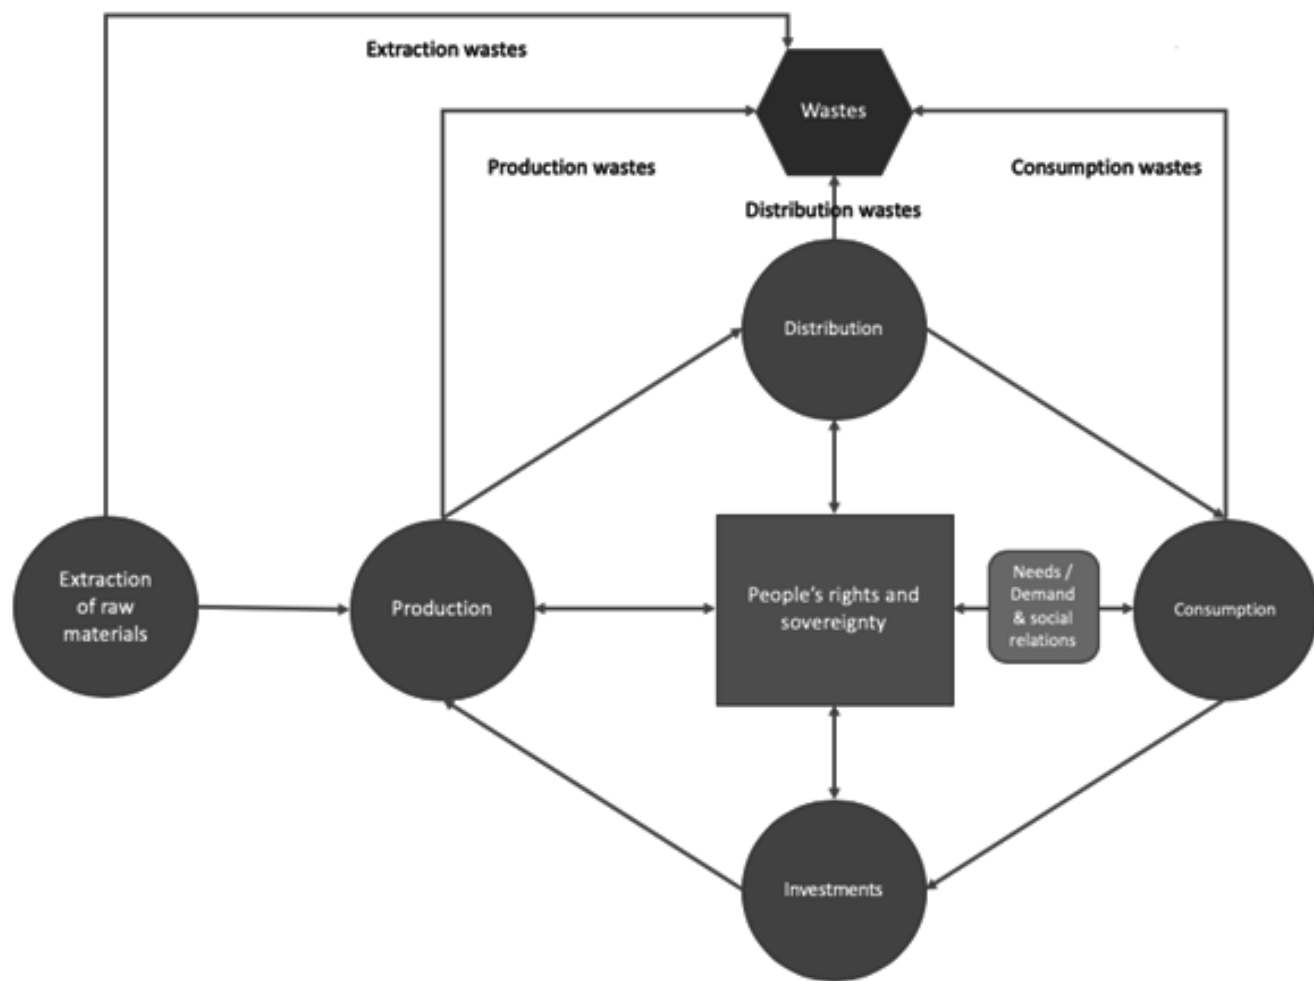 Extraction wastes
Wastes
Production wastes
Consumption wastes
Distribution wastes
Distribution
Extraction
of raw
materials
Production
People's rights and
sovereignty
Needs /
Demand
& social
relations
Consumption
Investments